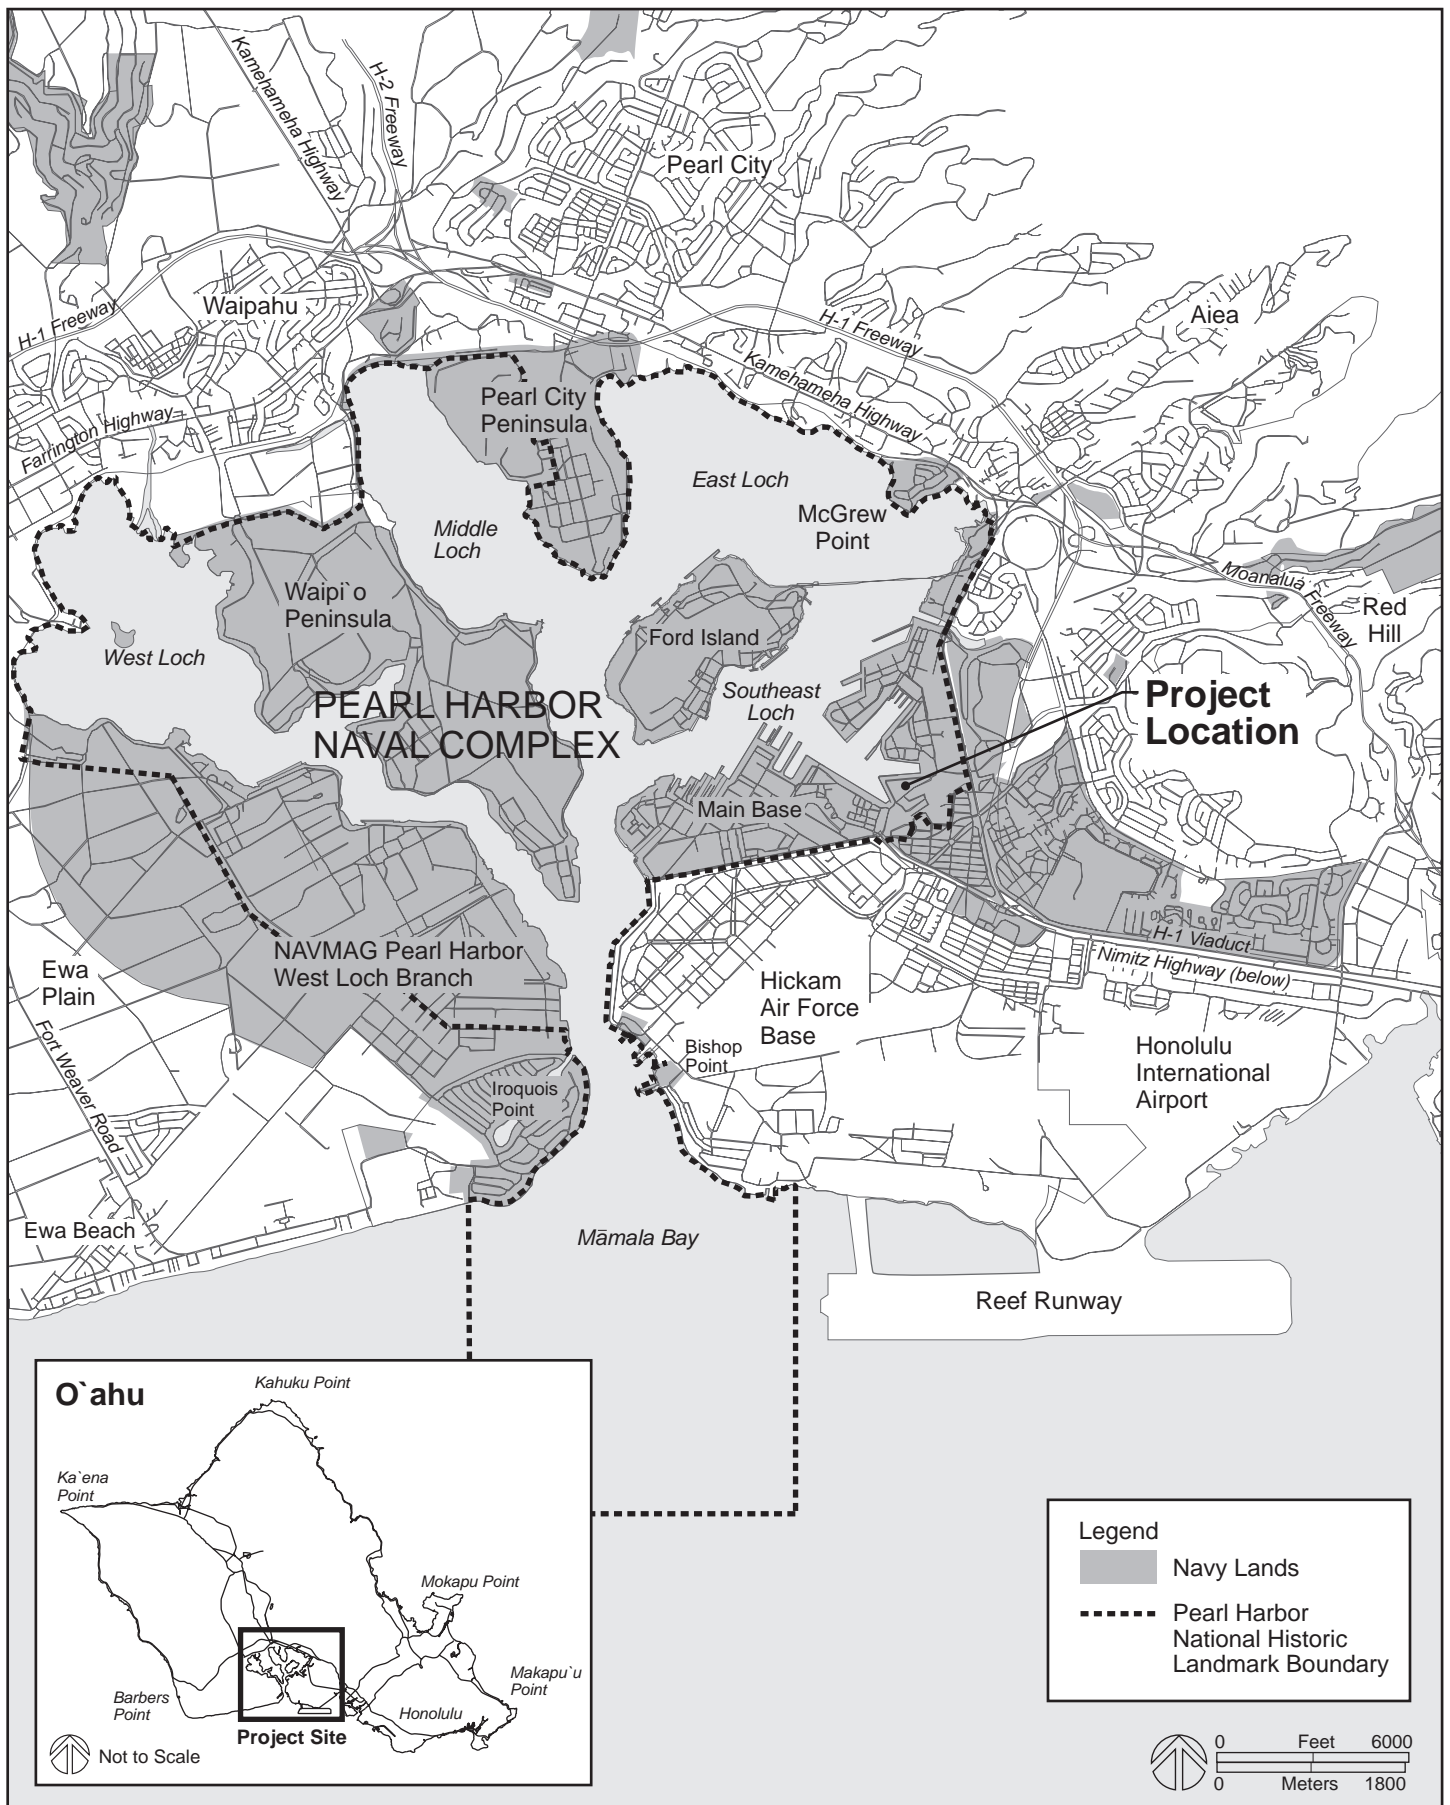 Kamehameha Highway
H-2 Freeway
Pearl City
Waipahu
H-1 Freeway
H-1 Freeway
Aiea
Kamehameha Highway
Pearl City
Peninsula
Farrington Highway
East Loch
McGrew
Point
Middle
Loch
Moanalua Freeway
Waipi`o
Peninsula
Red
Hill
Ford Island
West Loch
Southeast
Loch
PEARL HARBOR
NAVAL COMPLEX
Project
Location
Main Base
H-1 Viaduct
Nimitz Highway (below)
NAVMAG Pearl Harbor
West Loch Branch
Ewa
Plain
Hickam
Air Force
Base
Fort Weaver Road
Bishop
Point
Honolulu
International
Airport
Iroquois
Point
Ewa Beach
Māmala Bay
Reef Runway
O`ahu
Kahuku Point
Ka`ena
Point
Mokapu Point
Makapu`u
Point
Barbers
Point
Honolulu
Project Site
Not to Scale
Legend
Navy Lands
Pearl Harbor
National Historic
Landmark Boundary
0 Feet 6000
0 Meters 1800